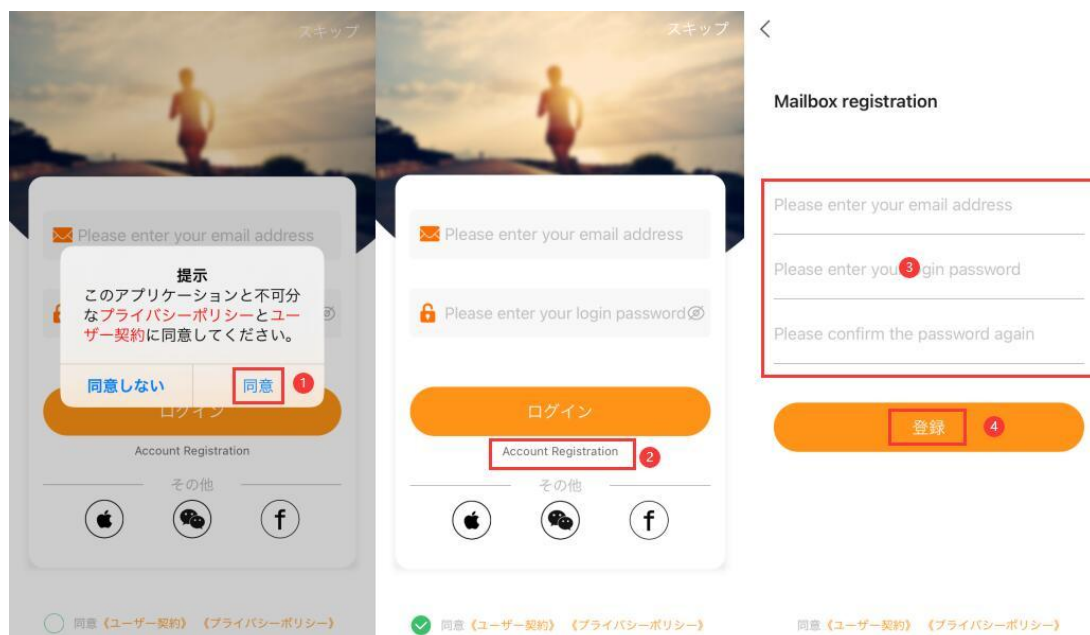 スキップ
Please enter your email address
提示
このアプリケーションと不可分
なプライバシーポリシーとユー
ザー契約に同意してください。
同意しない
同意
1
ログイン
Account Registration
その他
f
同意《ユーザー契約》 《プライバシーポリシー》
スキップ
Please enter your email address
Please enter your login password
ログイン
Account Registration
2
その他
f
同意《ユーザー契約》 《プライバシーポリシー》
Mailbox registration
Please enter your email address
Please enter you 3 gin password
Please confirm the password again
登録
4
同意《ユーザー契約》 《プライバシーポリシー》